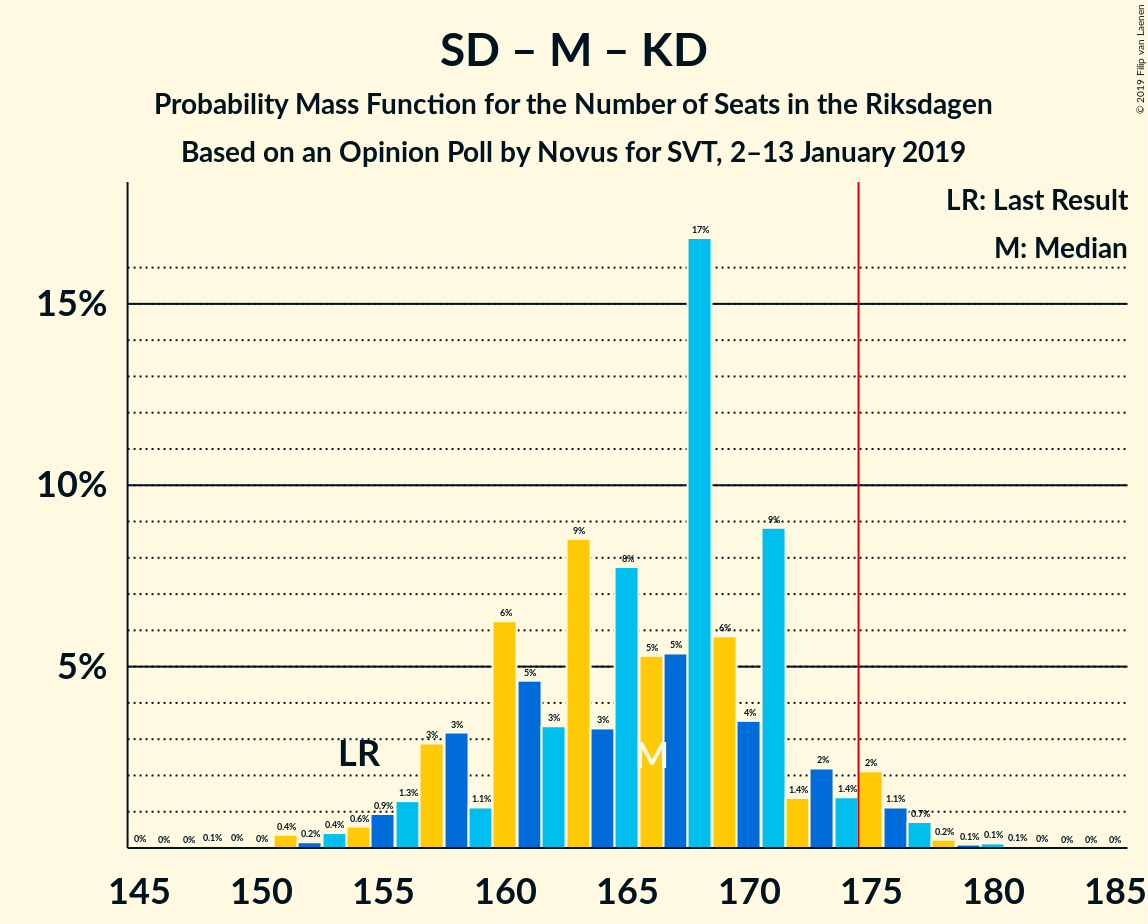 SD – M – KD
Probability Mass Function for the Number of Seats in the Riksdagen
Based on an Opinion Poll by Novus for SVT, 2–13 January 2019
© 2019 Filip van Laenen
LR: Last Result
M: Median
15%
10%
5%
0% 0% 0% 0.1% 0% 0% 0.4% 0.2% 0.4% 0.6% 0.9% 1.3% 3% 3% 1.1% 6% 5% 3% 9% 3% 8% 5% 5% 17% 6% 4% 9% 1.4% 2% 1.4% 2% 1.1% 0.7% 0.2% 0.1% 0.1% 0.1% 0% 0% 0% 0%
LR
M
145 150 155 160 165 170 175 180 185